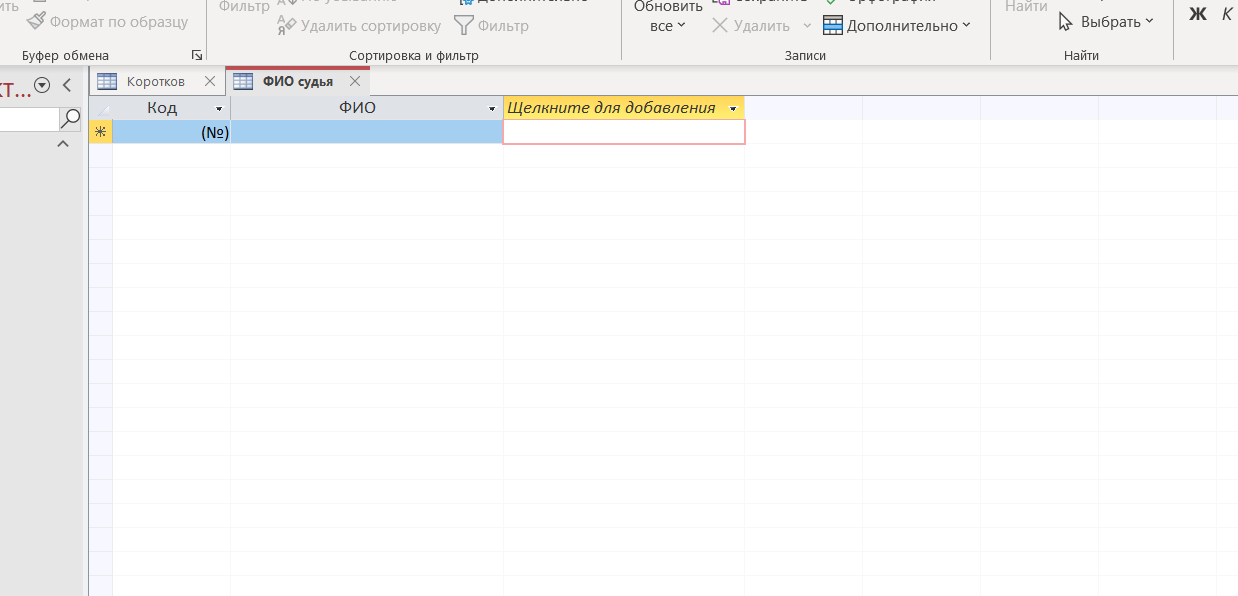 Формат по образцу
Буфер обмена
Фильтр
Удалить сортировку
Фильтр
Сортировка и фильтр
Обновить
все
Удалить
Дополнительно
Записи
Найти
Выбрать
Найти
Ж К
Коротков
ФИО судья
Код ФИО Щелкните для добавления
(№)